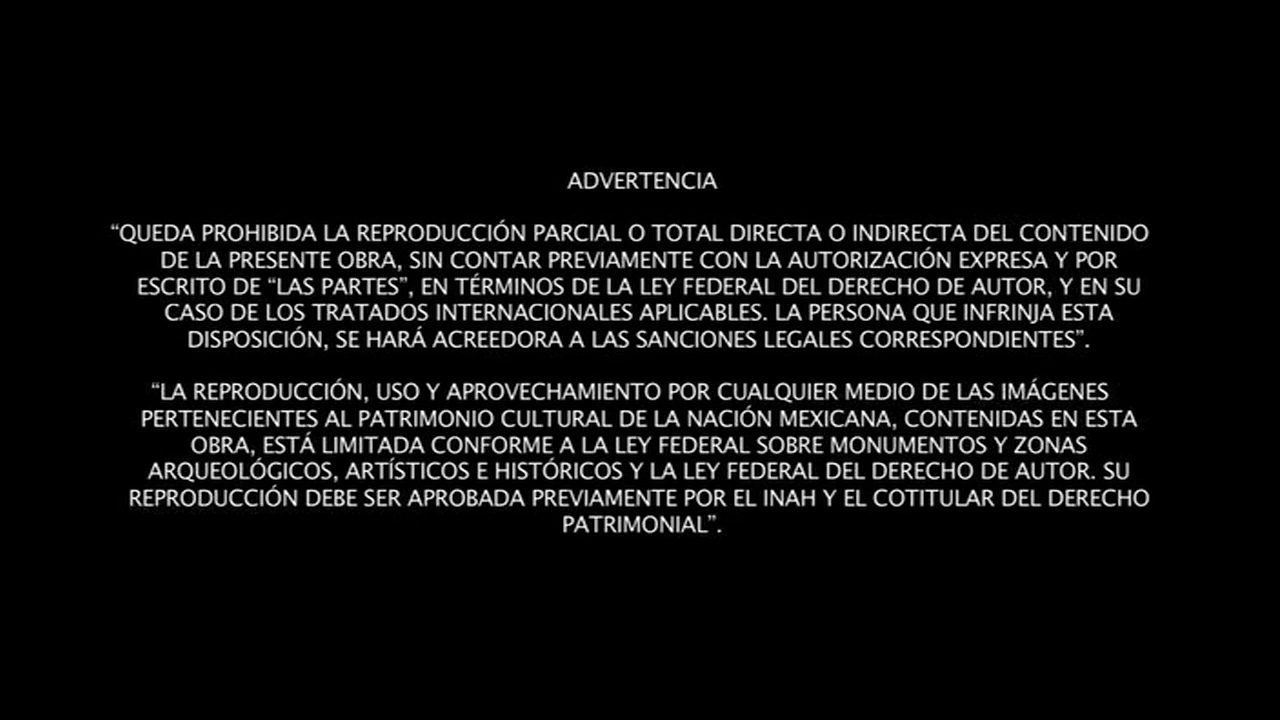 ADVERTENCIA
“QUEDA PROHIBIDA LA REPRODUCCIÓN PARCIAL O TOTAL DIRECTA O INDIRECTA DEL CONTENIDO
DE LA PRESENTE OBRA, SIN CONTAR PREVIAMENTE CON LA AUTORIZACIÓN EXPRESA Y POR
ESCRITO DE “LAS PARTES”, EN TÉRMINOS DE LA LEY FEDERAL DEL DERECHO DE AUTOR, Y EN SU
CASO DE LOS TRATADOS INTERNACIONALES APLICABLES. LA PERSONA QUE INFRINJA ESTA
DISPOSICIÓN, SE HARÁ ACREEDORA A LAS SANCIONES LEGALES CORRESPONDIENTES”.
“LA REPRODUCCIÓN, USO Y APROVECHAMIENTO POR CUALQUIER MEDIO DE LAS IMÁGENES
PERTENECIENTES AL PATRIMONIO CULTURAL DE LA NACIÓN MEXICANA, CONTENIDAS EN ESTA
OBRA, ESTÁ LIMITADA CONFORME A LA LEY FEDERAL SOBRE MONUMENTOS Y ZONAS
ARQUEOLÓGICOS, ARTÍSTICOS E HISTÓRICOS Y LA LEY FEDERAL DEL DERECHO DE AUTOR. SU
REPRODUCCIÓN DEBE SER APROBADA PREVIAMENTE POR EL INAH Y EL COTITULAR DEL DERECHO
PATRIMONIAL”.